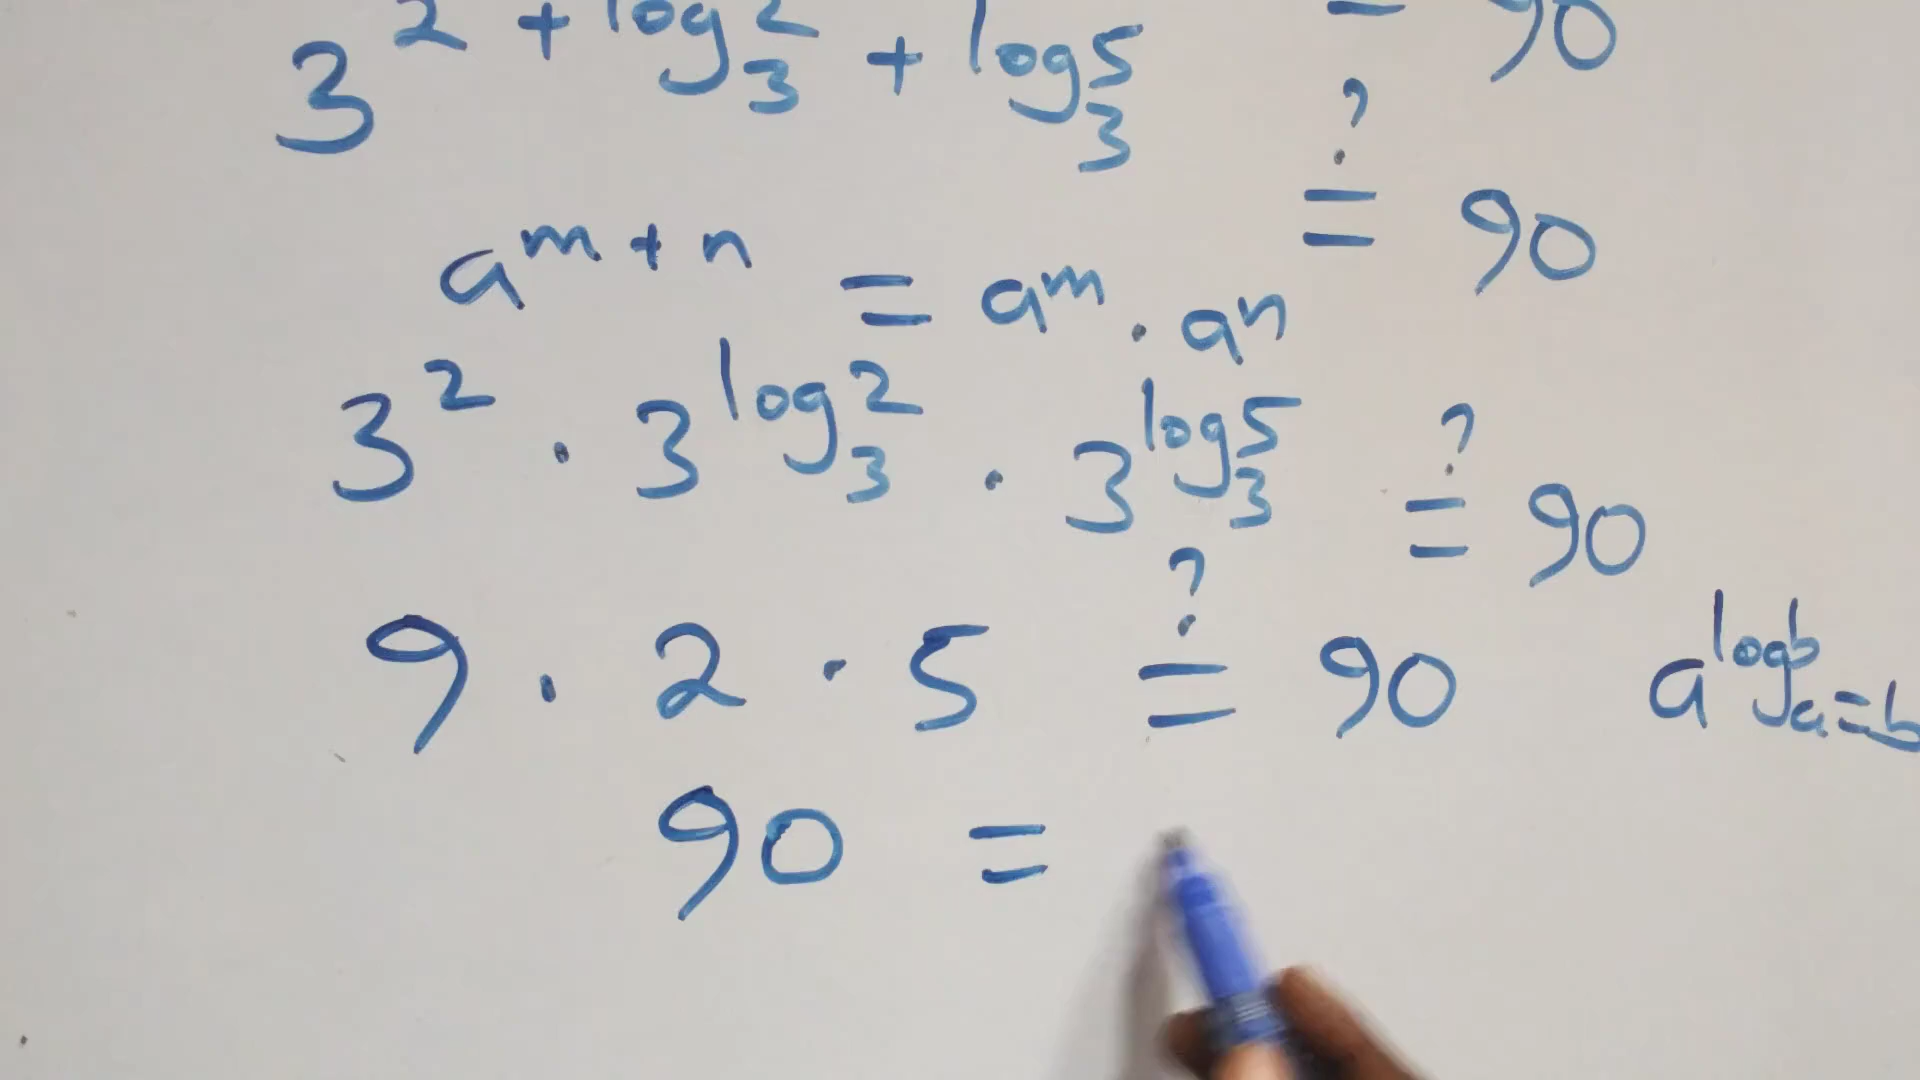 3^{2 + log_3 2 + log_3 5} = 90
? = 90
a^{m + n} = a^m . a^n
3^2 . 3^{log_3 2} . 3^{log_3 5} ?= 90
9 . 2 . 5 ?= 90 a^{log_a b} = b
90 =